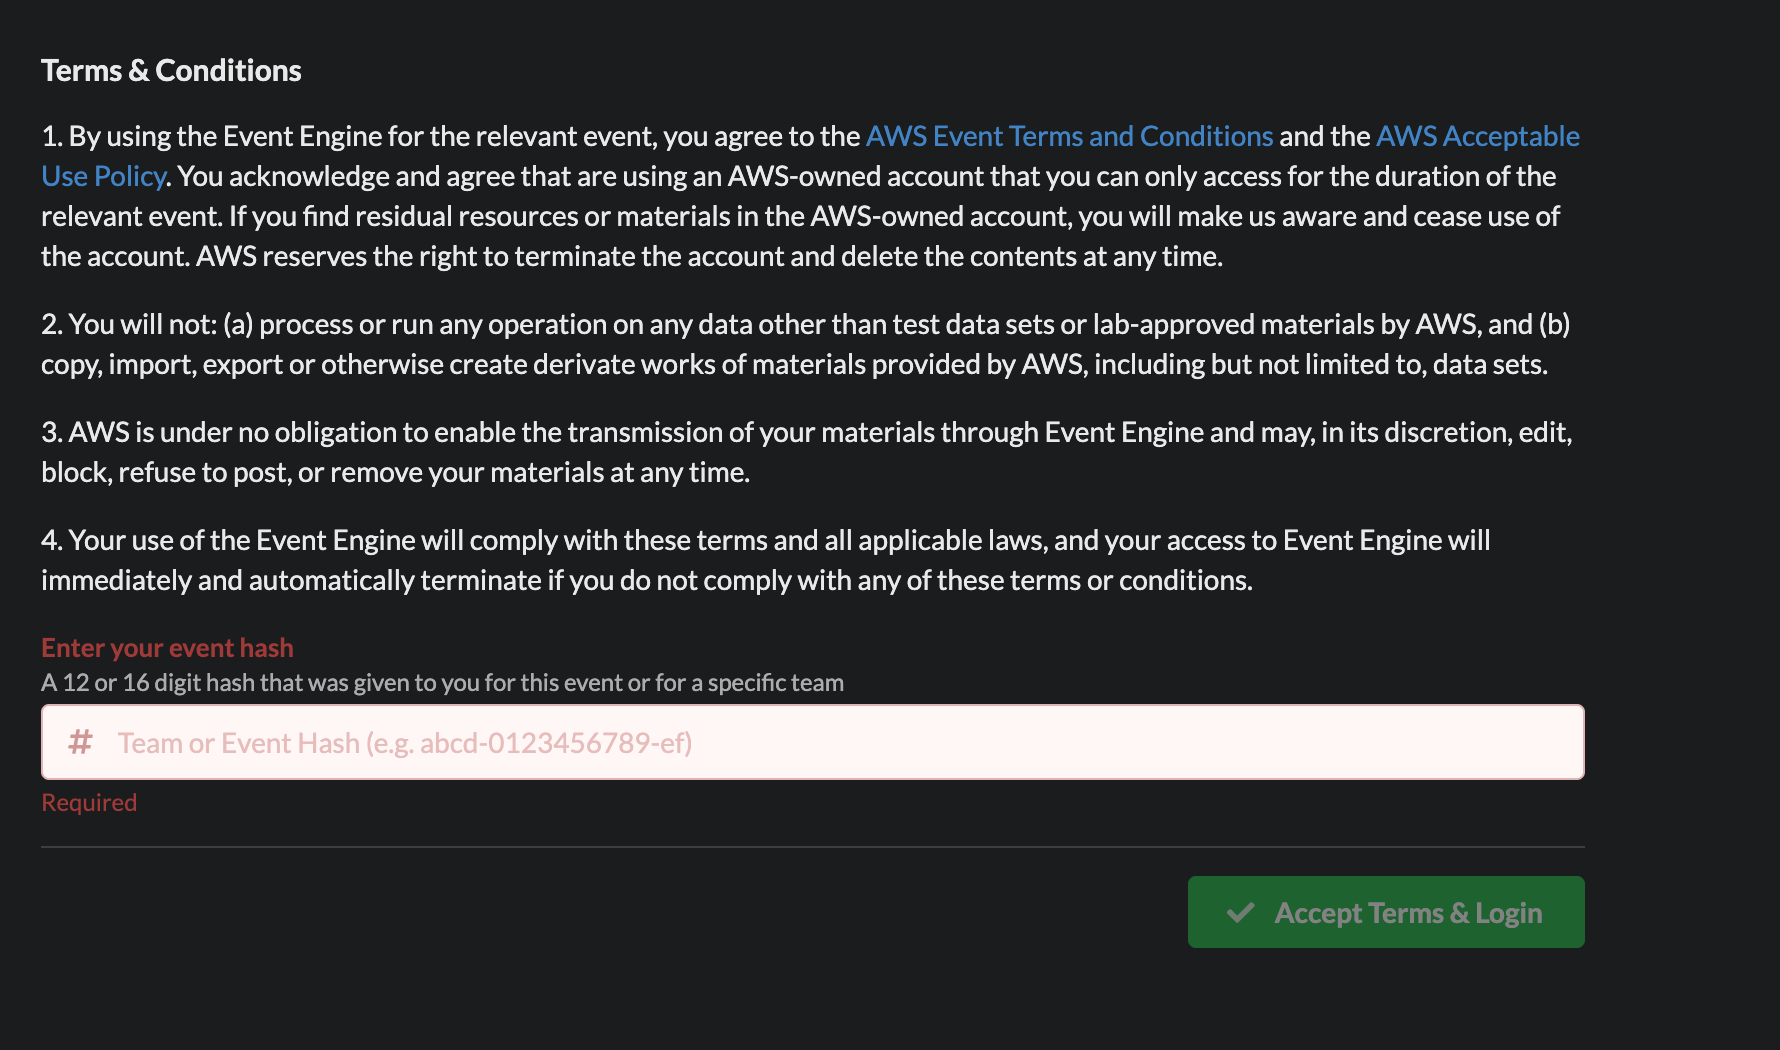 Terms & Conditions
1. By using the Event Engine for the relevant event, you agree to the AWS Event Terms and Conditions and the AWS Acceptable
Use Policy. You acknowledge and agree that are using an AWS-owned account that you can only access for the duration of the
relevant event. If you find residual resources or materials in the AWS-owned account, you will make us aware and cease use of
the account. AWS reserves the right to terminate the account and delete the contents at any time.
2. You will not: (a) process or run any operation on any data other than test data sets or lab-approved materials by AWS, and (b)
copy, import, export or otherwise create derivate works of materials provided by AWS, including but not limited to, data sets.
3. AWS is under no obligation to enable the transmission of your materials through Event Engine and may, in its discretion, edit,
block, refuse to post, or remove your materials at any time.
4. Your use of the Event Engine will comply with these terms and all applicable laws, and your access to Event Engine will
immediately and automatically terminate if you do not comply with any of these terms or conditions.
Enter your event hash
A 12 or 16 digit hash that was given to you for this event or for a specific team
# Team or Event Hash (e.g. abcd-0123456789-ef)
Required
Accept Terms & Login